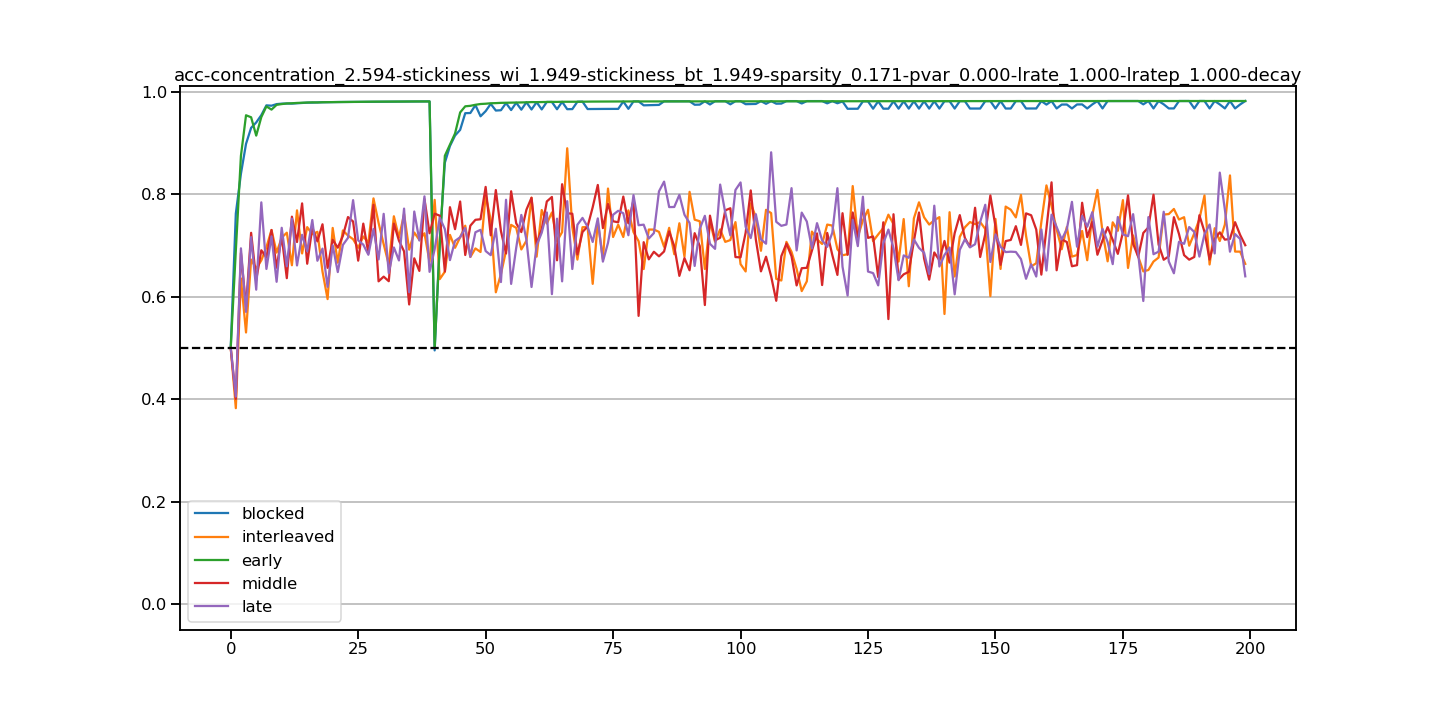 acc-concentration_2.594-stickiness_wi_1.949-stickiness_bt_1.949-sparsity_0.171-pvar_0.000-lrate_1.000-lratep_1.000-decay
1.0
0.8
0.6
0.4
0.2
0.0
blocked
interleaved
early
middle
late
0 25 50 75 100 125 150 175 200